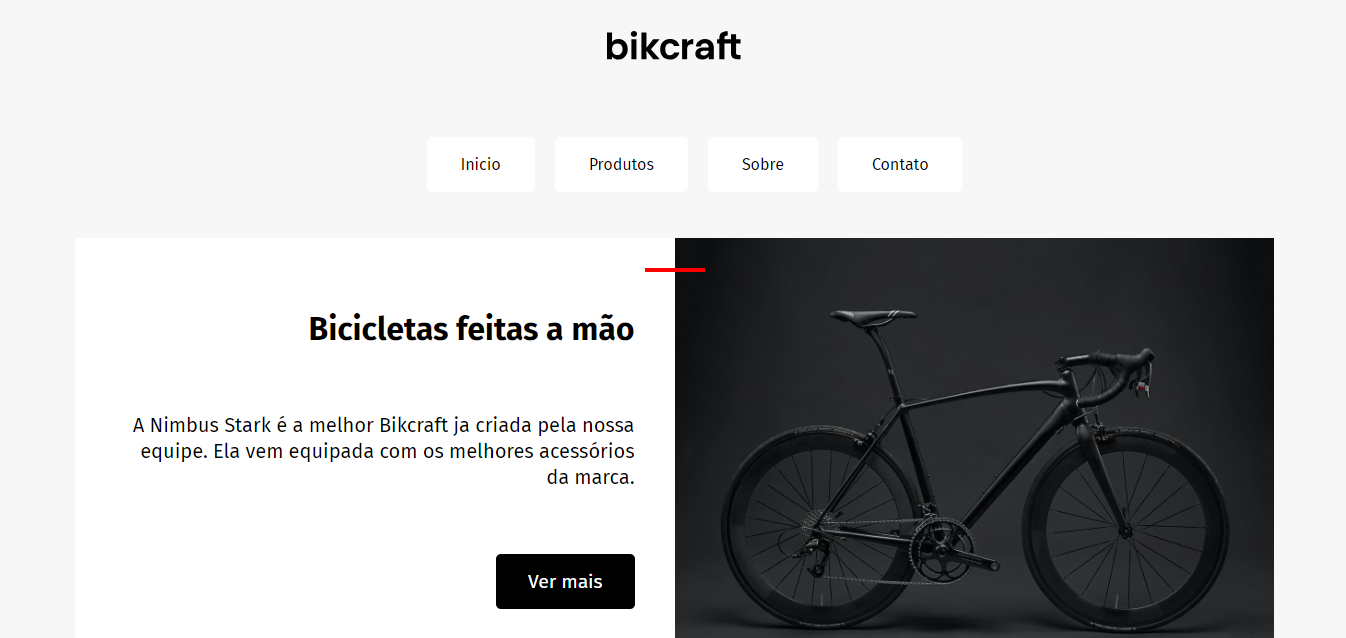 bikcraft
Inicio
Produtos
Sobre
Contato
Bicicletas feitas a mão
A Nimbus Stark é a melhor Bikcraft ja criada pela nossa
equipe. Ela vem equipada com os melhores acessórios
da marca.
Ver mais